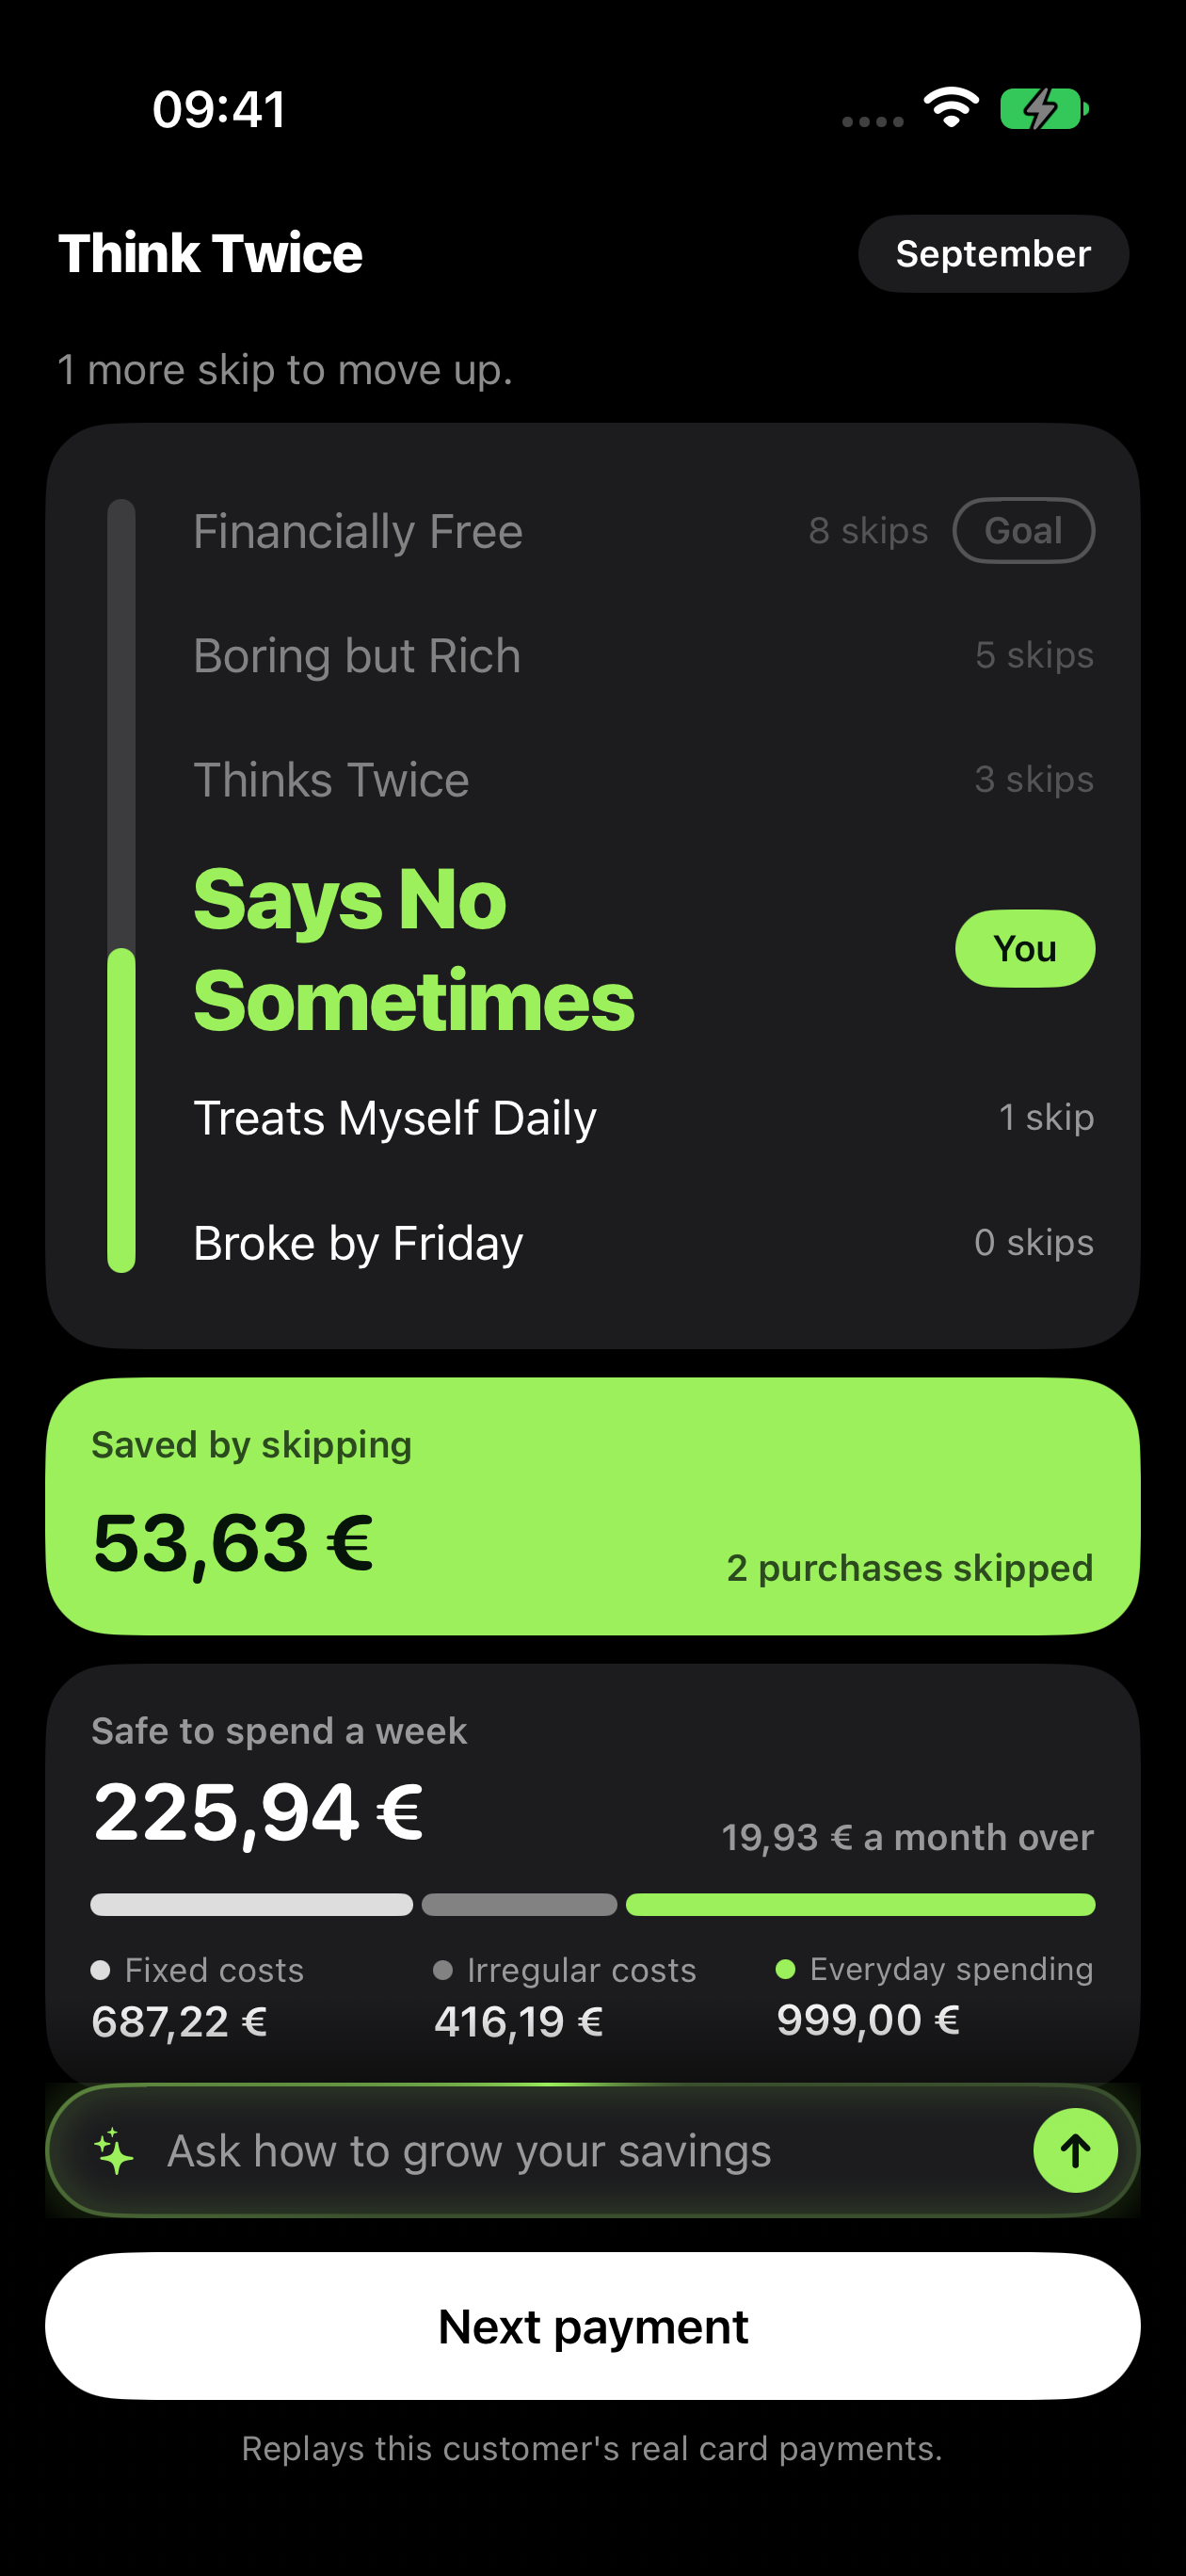 09:41
Think Twice
September
1 more skip to move up.
Financially Free
8 skips
Goal
Boring but Rich
5 skips
Thinks Twice
3 skips
Says No
Sometimes
You
Treats Myself Daily
1 skip
Broke by Friday
0 skips
Saved by skipping
53,63 €
2 purchases skipped
Safe to spend a week
225,94 €
19,93 € a month over
Fixed costs
687,22 €
Irregular costs
416,19 €
Everyday spending
999,00 €
Ask how to grow your savings
Next payment
Replays this customer's real card payments.